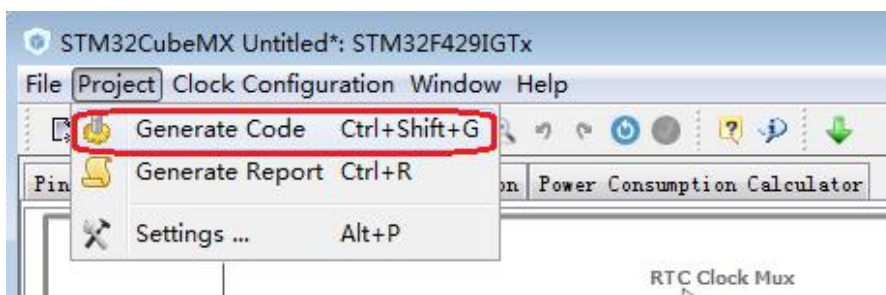 STM32CubeMX Untitled*: STM32F429IGTx
File Project Clock Configuration Window Help
Generate Code Ctrl+Shift+G
Generate Report Ctrl+R
Pin on Power Consumption Calculator
Settings ... Alt+P
RTC Clock Mux